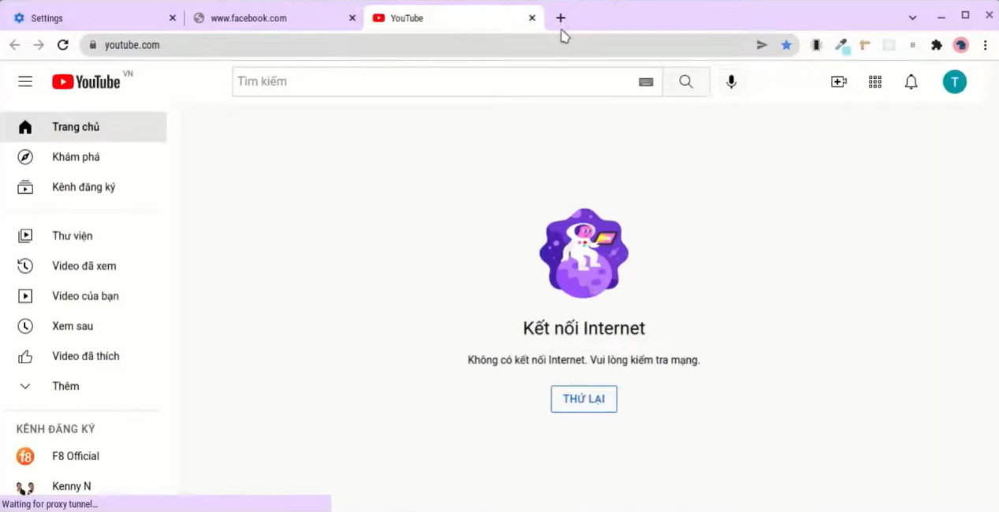 Settings
www.facebook.com
YouTube
youtube.com
B
YouTube VN
Tìm kiếm
T
Trang chủ
Khám phá
Kênh đăng ký
Thư viện
Video đã xem
Video của bạn
Xem sau
Video đã thích
Thêm
Kết nối Internet
Không có kết nối Internet. Vui lòng kiểm tra mạng.
THỬ LẠI
KÊNH ĐĂNG KÝ
f8
F8 Official
Kenny N
Waiting for proxy tunnel...